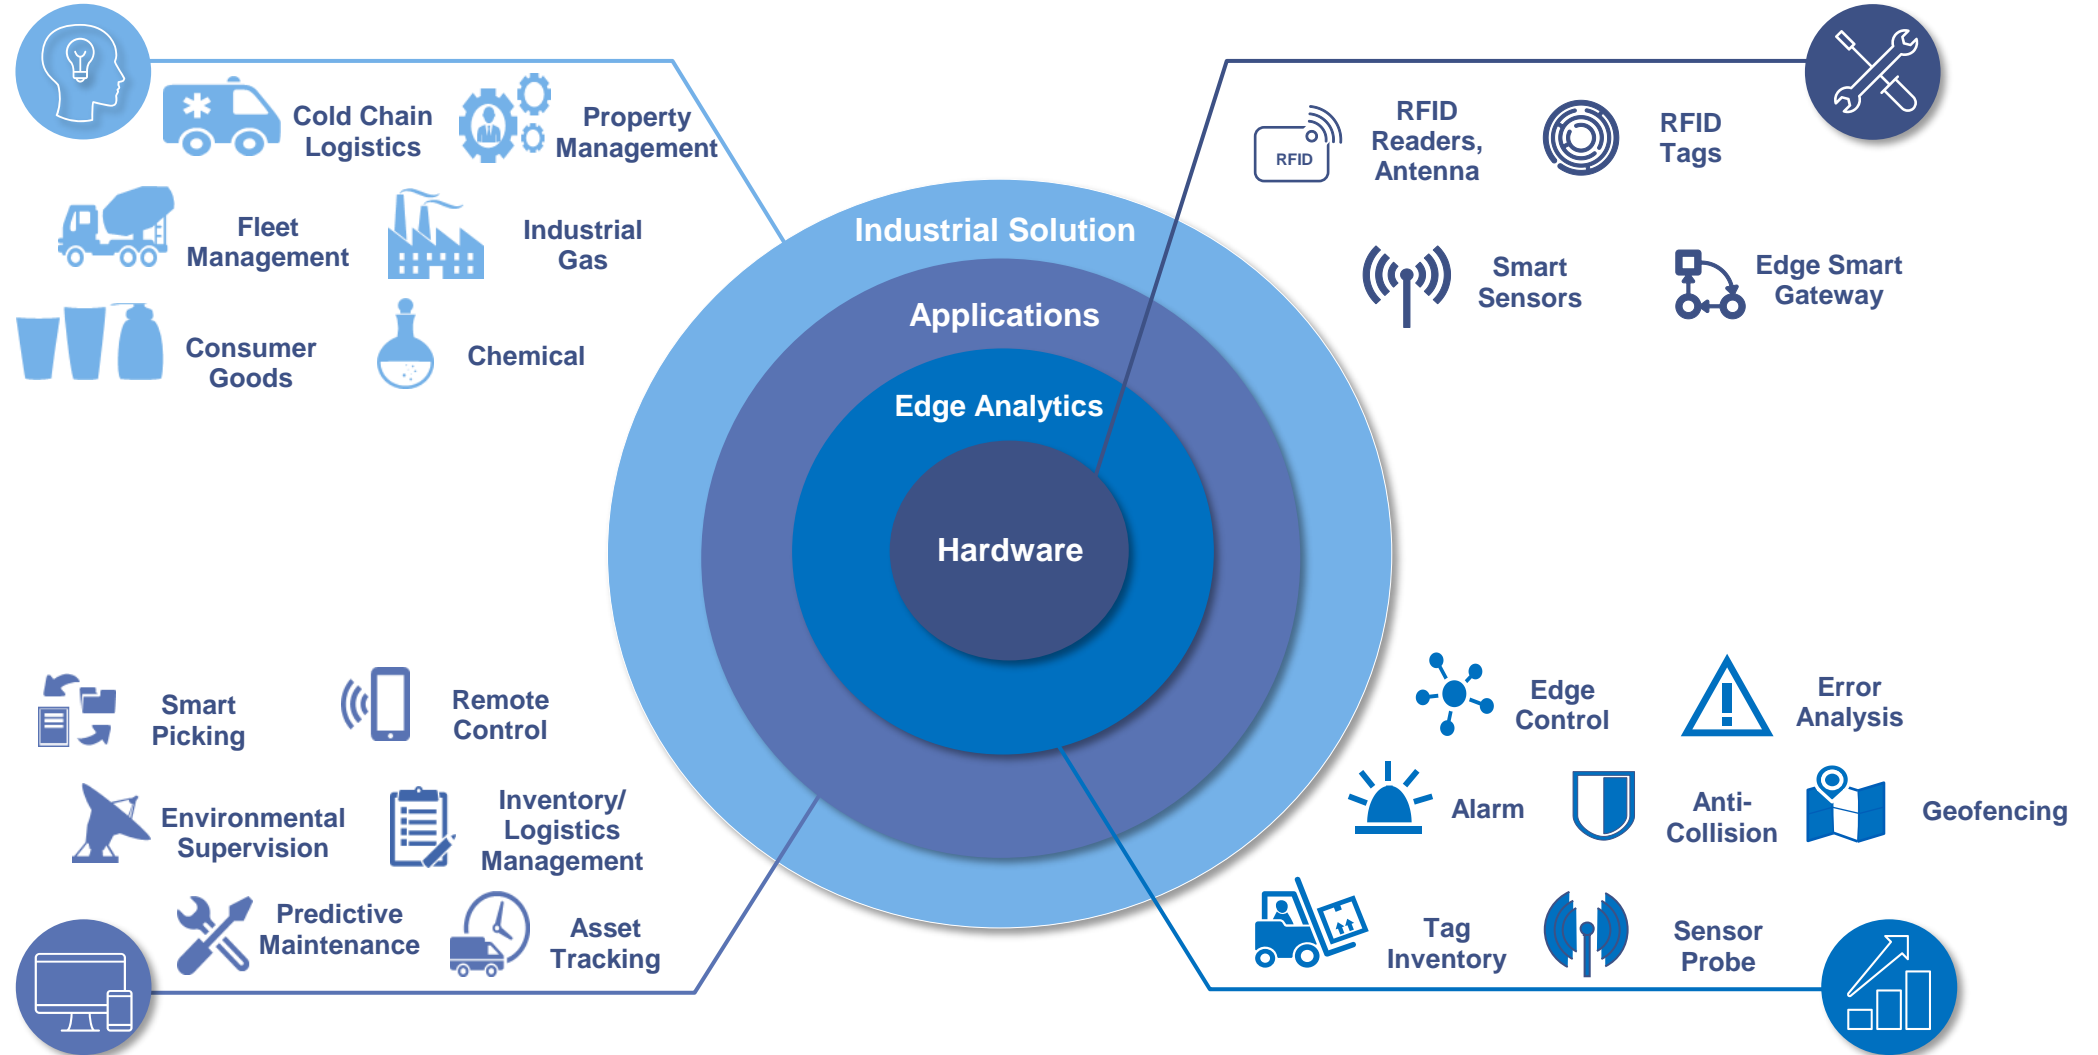 Cold Chain
Logistics
Property
Management
Fleet
Management
Industrial
Gas
Consumer
Goods
Chemical
RFID
RFID
Readers,
Antenna
RFID
Tags
Smart
Sensors
Edge Smart
Gateway
Industrial Solution
Applications
Edge Analytics
Hardware
Smart
Picking
Remote
Control
Environmental
Supervision
Inventory/
Logistics
Management
Predictive
Maintenance
Asset
Tracking
Edge
Control
Error
Analysis
Alarm
Anti-
Collision
Geofencing
Tag
Inventory
Sensor
Probe